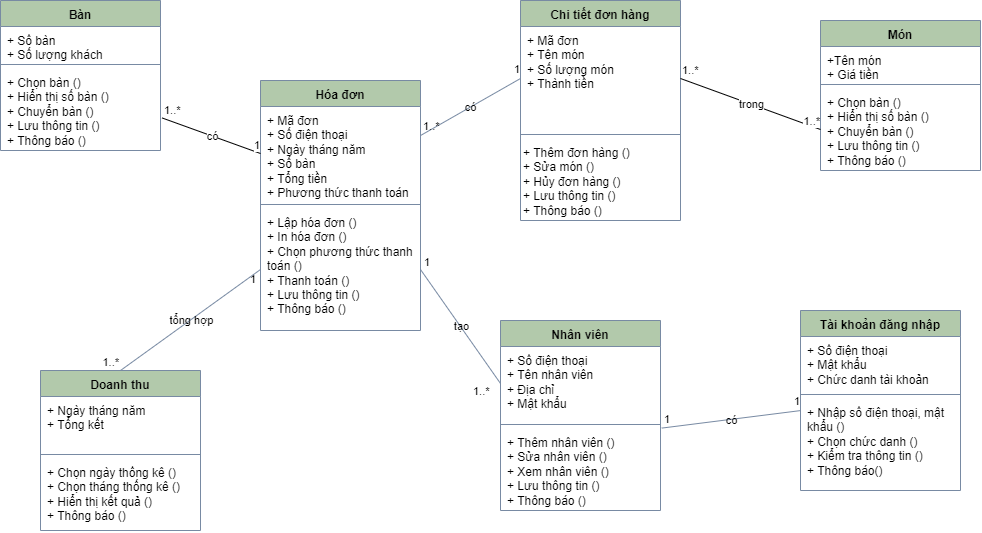 Bàn
+ Số bàn
+ Số lượng khách
+ Chọn bàn ()
+ Hiển thị số bàn ()
+ Chuyển bàn ()
+ Lưu thông tin ()
+ Thông báo ()
1..*
có
1
Hóa đơn
+ Mã đơn
+ Số điện thoại
+ Ngày tháng năm
+ Số bàn
+ Tổng tiền
+ Phương thức thanh toán
+ Lập hóa đơn ()
+ In hóa đơn ()
+ Chọn phương thức thanh
toán ()
+ Thanh toán ()
+ Lưu thông tin ()
+ Thông báo ()
1..*
có
1
Chi tiết đơn hàng
+ Mã đơn
+ Tên món
+ Số lượng món
+ Thành tiền
+ Thêm đơn hàng ()
+ Sửa món ()
+ Hủy đơn hàng ()
+ Lưu thông tin ()
+ Thông báo ()
1..*
trong
1..*
Món
+Tên món
+ Giá tiền
+ Chọn bàn ()
+ Hiển thị số bàn ()
+ Chuyển bàn ()
+ Lưu thông tin ()
+ Thông báo ()
1
tổng hợp
1..*
Doanh thu
+ Ngày tháng năm
+ Tổng kết
+ Chọn ngày thống kê ()
+ Chọn tháng thống kê ()
+ Hiển thị kết quả ()
+ Thông báo ()
1
tạo
1..*
Nhân viên
+ Số điện thoại
+ Tên nhân viên
+ Địa chỉ
+ Mật khẩu
+ Thêm nhân viên ()
+ Sửa nhân viên ()
+ Xem nhân viên ()
+ Lưu thông tin ()
+ Thông báo ()
1
có
1
Tài khoản đăng nhập
+ Số điện thoại
+ Mật khẩu
+ Chức danh tài khoản
+ Nhập số điện thoại, mật
khẩu ()
+ Chọn chức danh ()
+ Kiểm tra thông tin ()
+ Thông báo()